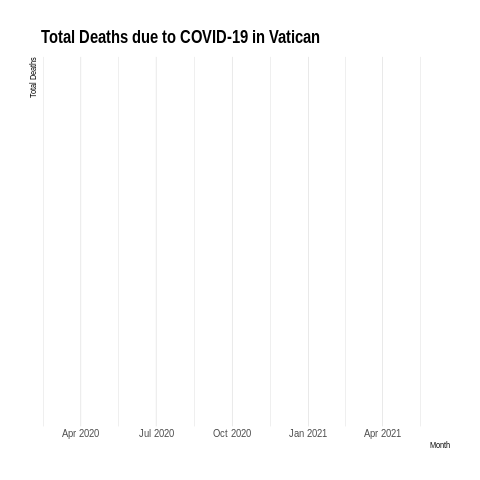 Total Deaths due to COVID-19 in Vatican
Total Deaths
Apr 2020 Jul 2020 Oct 2020 Jan 2021 Apr 2021
Month